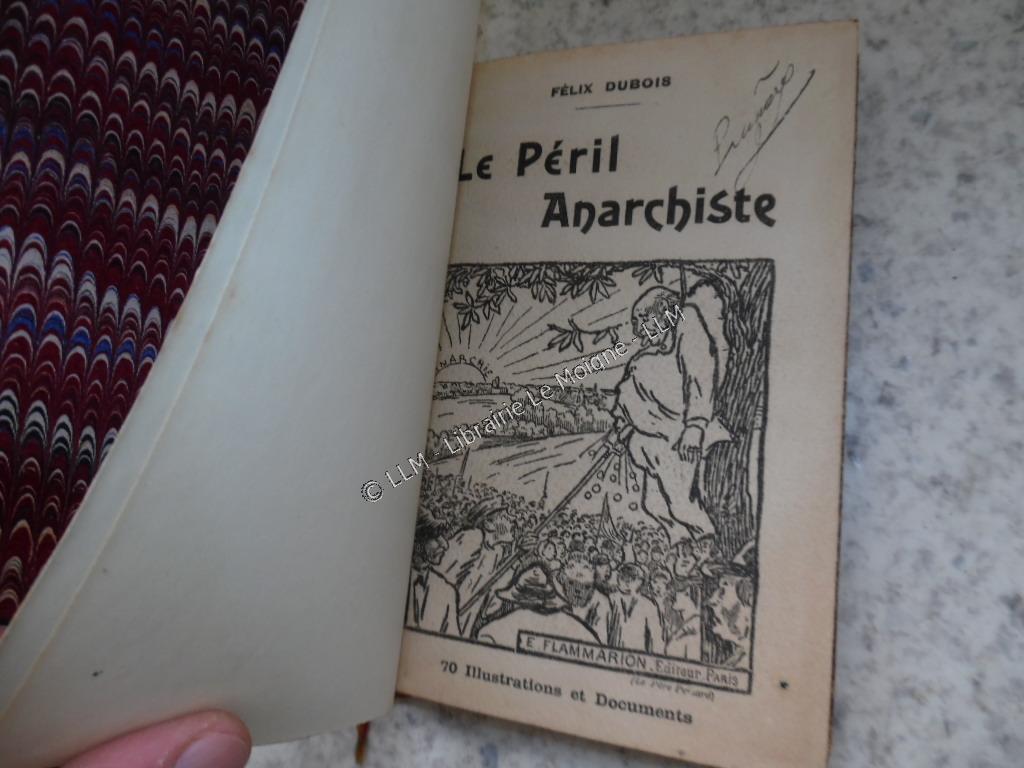 FÉLIX DUBOIS
Le Péril
Anarchiste
ANARCHIE
© LLM - Librairie Le Moigne - LLM
E. FLAMMARION, Éditeur PARIS
(Le Père Peinard)
70 Illustrations et Documents